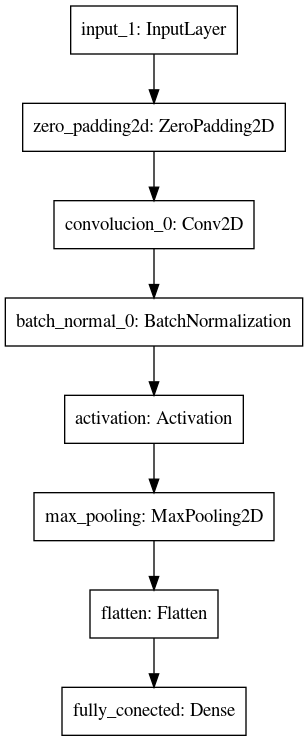 input_1: InputLayer
zero_padding2d: ZeroPadding2D
convolucion_0: Conv2D
batch_normal_0: BatchNormalization
activation: Activation
max_pooling: MaxPooling2D
flatten: Flatten
fully_conected: Dense